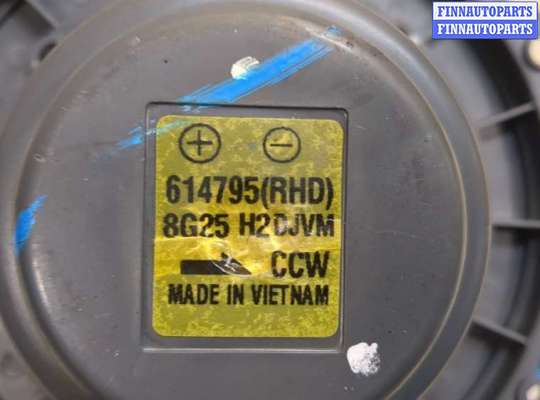 FINNAUTOPARTS
FINNAUTOPARTS
+ −
614795(RHD)
8G25 H2DJVM
CCW
MADE IN VIETNAM